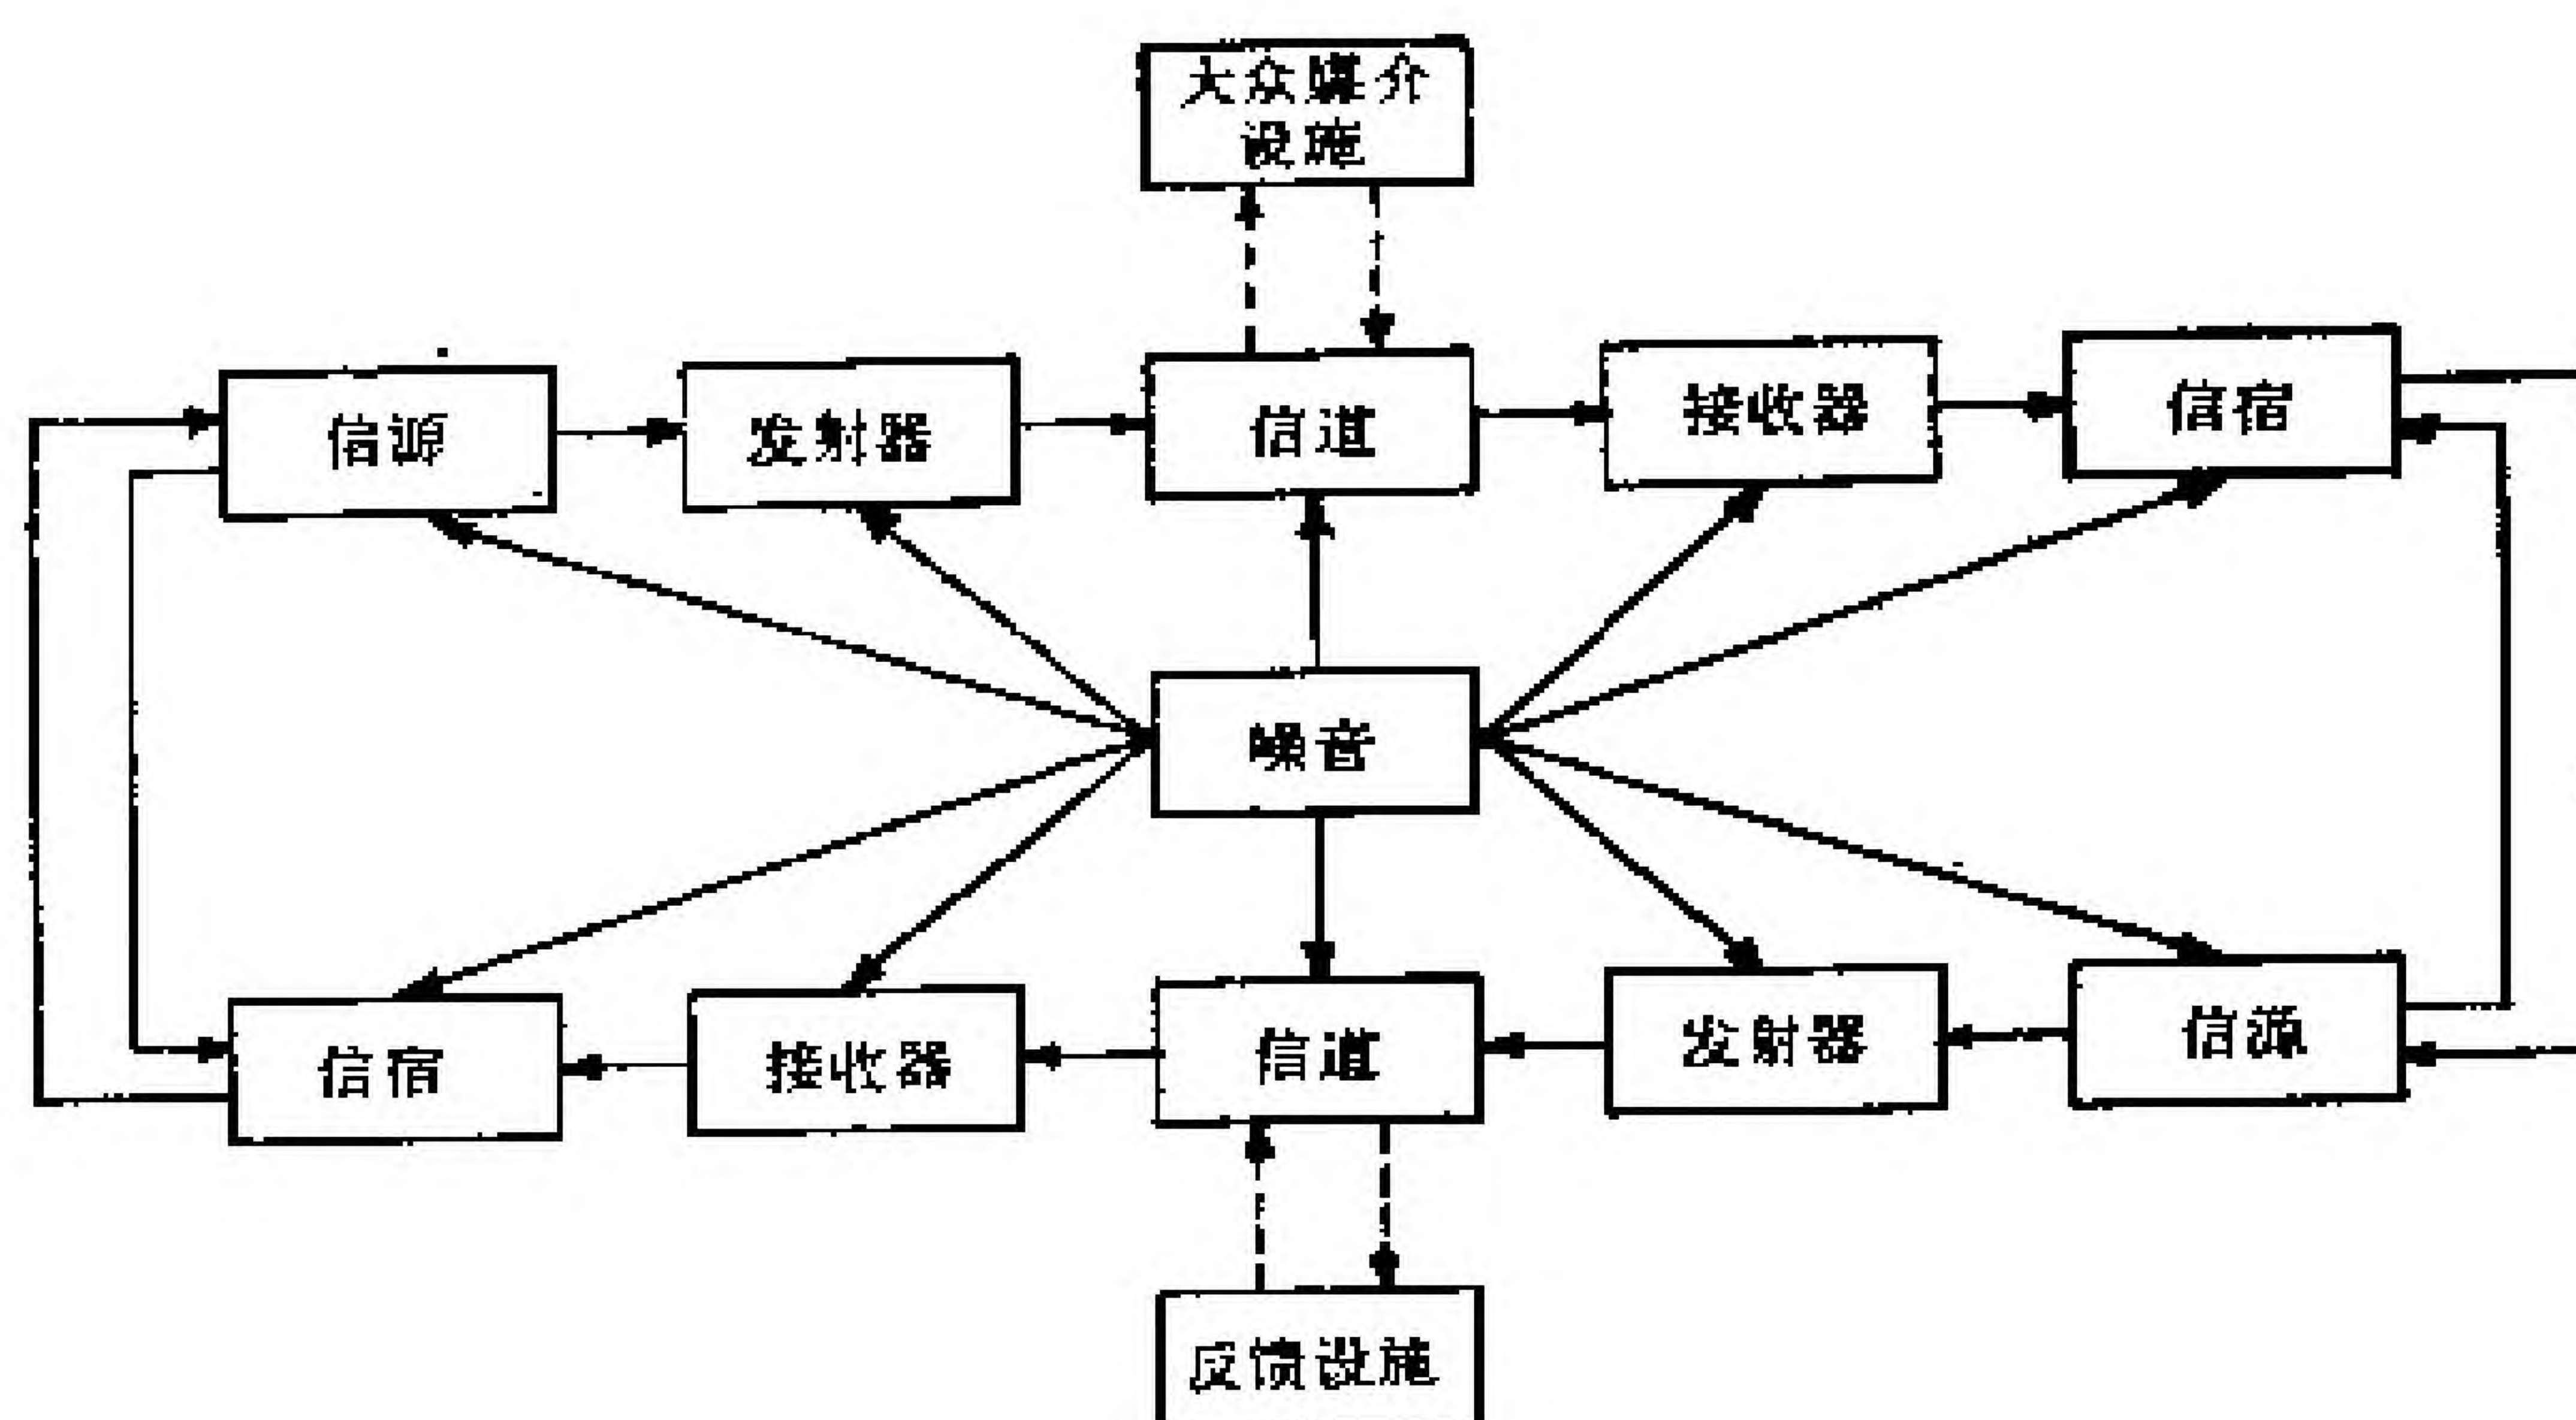 大众媒介
设施
信源
发射器
信道
接收器
信宿
噪音
信宿
接收器
信道
发射器
信源
反馈设施